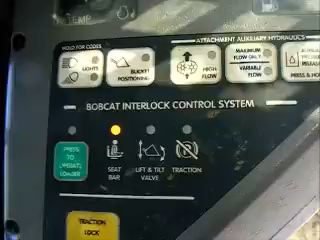 TEMP
HOLD FOR CODES
LIGHTS
BUCKET
POSITIONING
ATTACHMENT AUXILIARY HYDRAULICS
HIGH
FLOW
MAXIMUM
FLOW ONLY
VARIABLE
FLOW
PRESS & HO
BOBCAT INTERLOCK CONTROL SYSTEM
PRESS
TO
OPERATE
LOADER
SEAT
BAR
LIFT & TILT
VALVE
TRACTION
TRACTION
LOCK